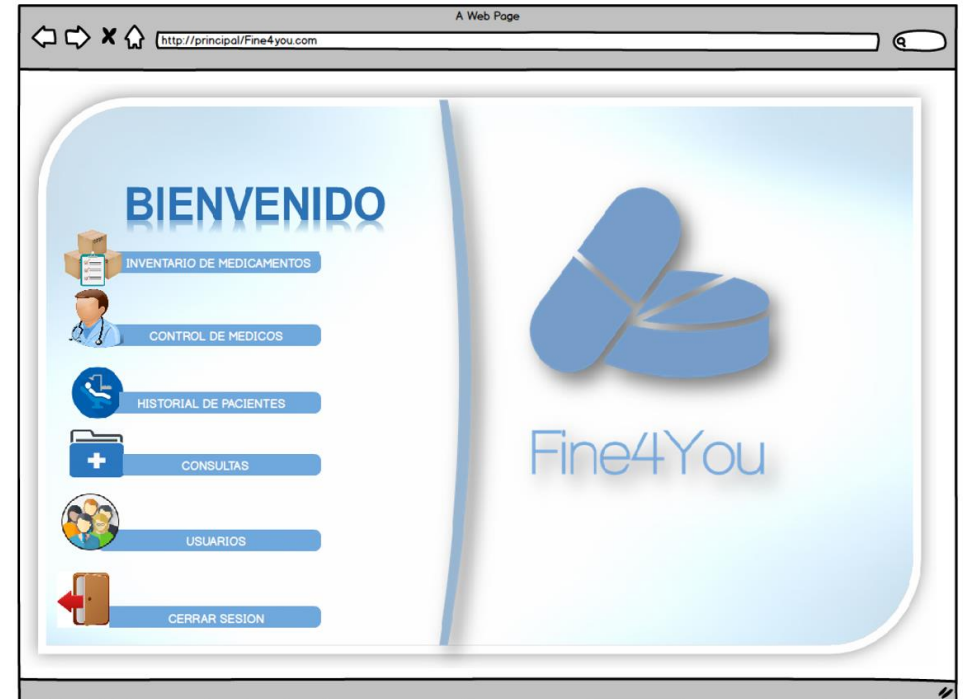 A Web Page
http://principal/Fine4you.com
BIENVENIDO
INVENTARIO DE MEDICAMENTOS
CONTROL DE MEDICOS
HISTORIAL DE PACIENTES
CONSULTAS
USUARIOS
CERRAR SESION
Fine4You